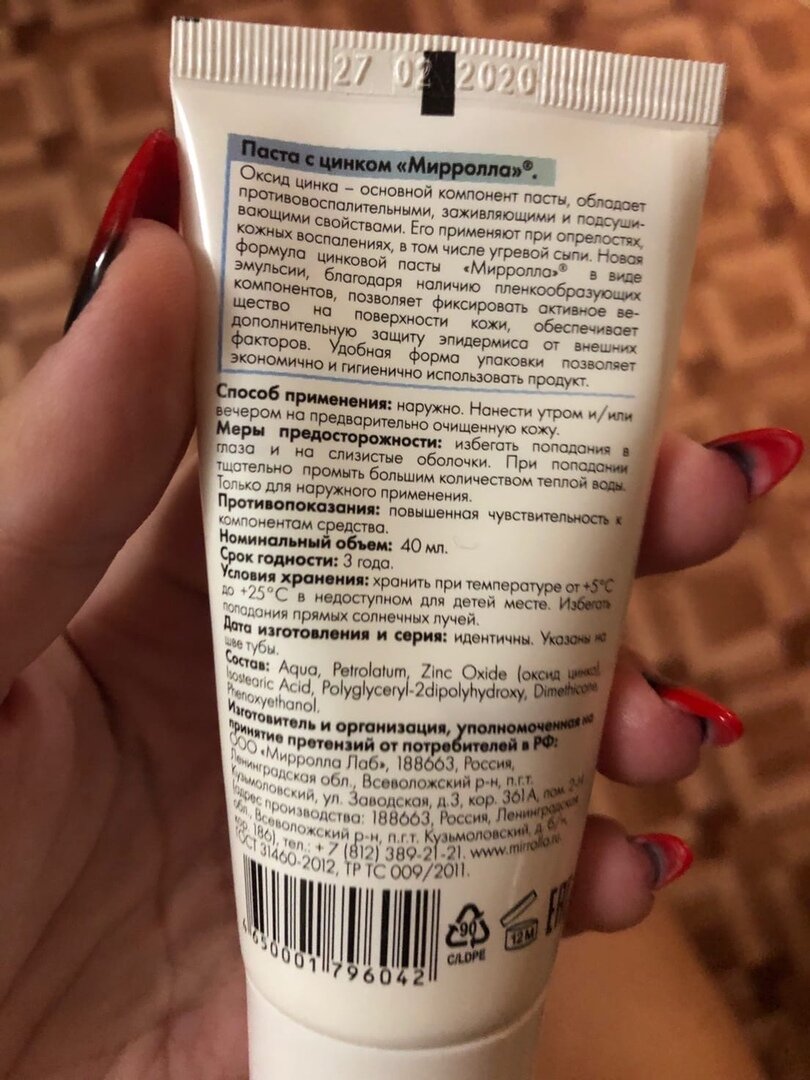 27 02 2020
Паста с цинком «Мирролла»®.
Оксид цинка – основной компонент пасты, обладает
противовоспалительными, заживляющими и подсуши-
вающими свойствами. Его применяют при опрелостях,
кожных воспалениях, в том числе угревой сыпи. Новая
формула цинковой пасты «Мирролла»® в виде
эмульсии, благодаря наличию пленкообразующих
компонентов, позволяет фиксировать активное ве-
щество на поверхности кожи, обеспечивает
дополнительную защиту эпидермиса от внешних
факторов. Удобная форма упаковки позволяет
экономично и гигиенично использовать продукт.
Способ применения: наружно. Нанести утром и/или
вечером на предварительно очищенную кожу.
Меры предосторожности: избегать попадания в
глаза и на слизистые оболочки. При попадании
тщательно промыть большим количеством теплой воды.
Только для наружного применения.
Противопоказания: повышенная чувствительность к
компонентам средства.
Номинальный объем: 40 мл.
Срок годности: 3 года.
Условия хранения: хранить при температуре от +5°C
до +25°C в недоступном для детей месте. Избегать
попадания прямых солнечных лучей.
Дата изготовления и серия: идентичны. Указаны на
шве тубы.
Состав: Aqua, Petrolatum, Zinc Oxide (оксид цинка),
Isostearic Acid, Polyglyceryl-2dipolyhydroxy, Dimethicone,
Phenoxyethanol.
Изготовитель и организация, уполномоченная на
принятие претензий от потребителей в РФ:
ООО «Мирролла Лаб», 188663, Россия,
Ленинградская обл., Всеволожский р-н, п.г.т.
Кузьмоловский, ул. Заводская, д.3, кор. 361А, пом.
Адрес производства: 188663, Россия, Ленинградская
обл., Всеволожский р-н, п.г.т. Кузьмоловский, д. б/н,
кор. 186), тел.: + 7 (812) 389-21-21. www.mirrolla.ru
ГОСТ 31460-2012, ТР ТС 009/2011.
4 650001 796042
90
C/LDPE
12M